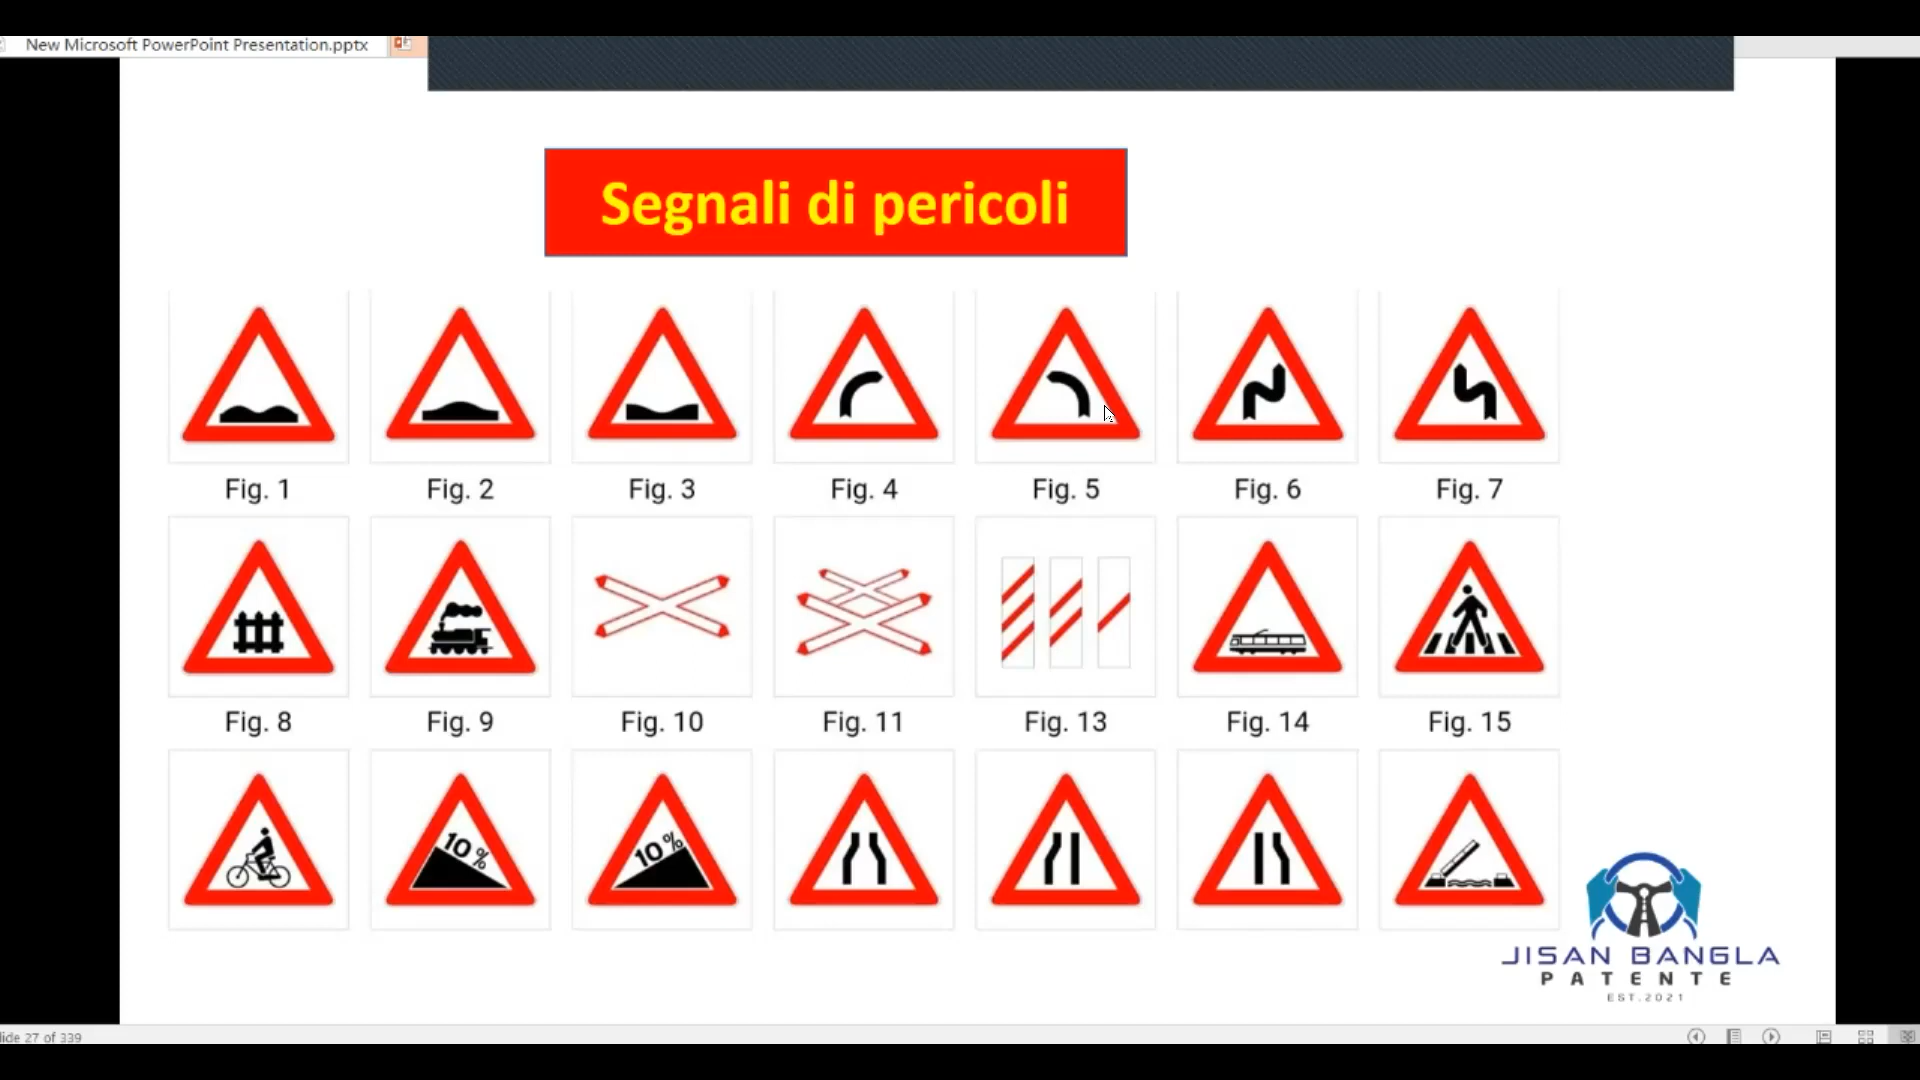 New Microsoft PowerPoint Presentation.pptx
Segnali di pericoli
Fig. 1 Fig. 2 Fig. 3 Fig. 4 Fig. 5 Fig. 6 Fig. 7
Fig. 8 Fig. 9 Fig. 10 Fig. 11 Fig. 13 Fig. 14 Fig. 15
10% 10%
JISAN BANGLA
PATENTE
EST.2021
lide 27 of 339